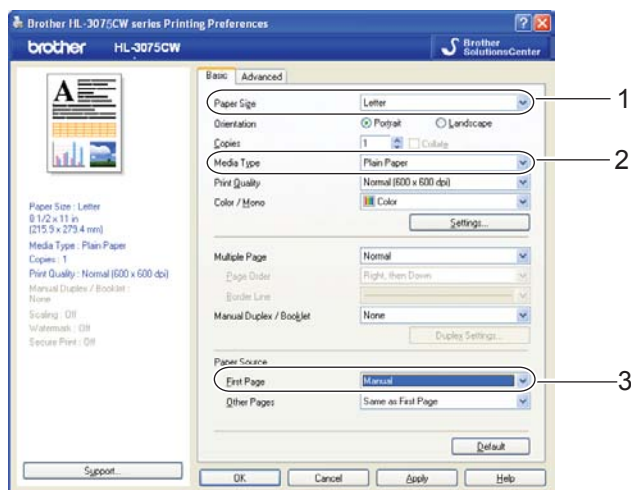 Brother HL-3075CW series Printing Preferences
brother HL-3075CW
Brother SolutionsCenter
Basic Advanced
Paper Size Letter 1
Orientation Portrait Landscape
Copies 1 Collate
Media Type Plain Paper 2
Print Quality Normal (600 x 600 dpi)
Color / Mono Color
Settings...
Paper Size : Letter
8 1/2 x 11 in
(215.9 x 279.4 mm)
Media Type : Plain Paper
Copies : 1
Print Quality : Normal (600 x 600 dpi)
Manual Duplex / Booklet :
None
Scaling : Off
Watermark : Off
Secure Print : Off
Multiple Page Normal
Page Order Right, then Down
Border Line
Manual Duplex / Booklet None
Duplex Settings...
Paper Source
First Page Manual 3
Other Pages Same as First Page
Default
Support...
OK Cancel Apply Help